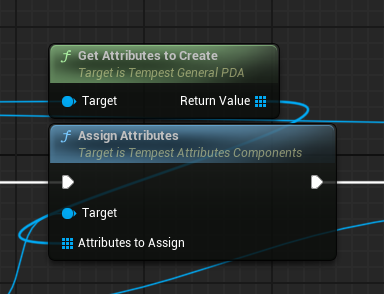 f Get Attributes to Create
Target is Tempest General PDA
Target Return Value
f Assign Attributes
Target is Tempest Attributes Components
Target
Attributes to Assign